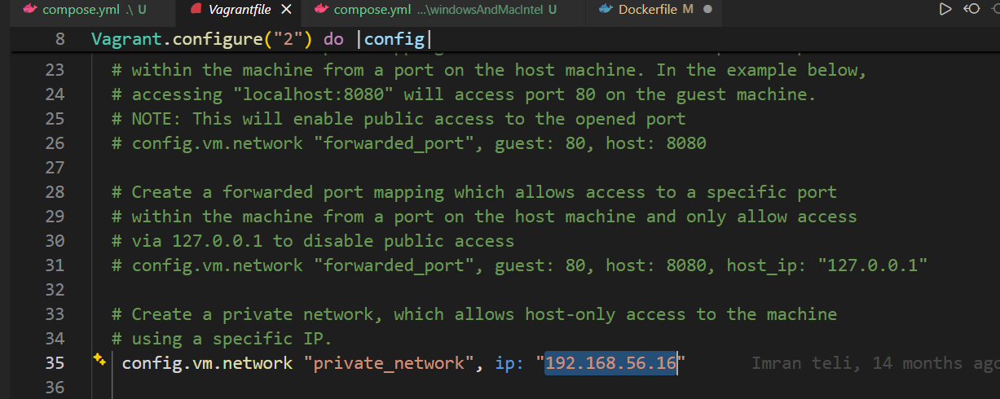 compose.yml .\ U Vagrantfile compose.yml ...\windowsAndMacIntel U Dockerfile M
8 Vagrant.configure("2") do |config|
23 # within the machine from a port on the host machine. In the example below,
24 # accessing "localhost:8080" will access port 80 on the guest machine.
25 # NOTE: This will enable public access to the opened port
26 # config.vm.network "forwarded_port", guest: 80, host: 8080
27
28 # Create a forwarded port mapping which allows access to a specific port
29 # within the machine from a port on the host machine and only allow access
30 # via 127.0.0.1 to disable public access
31 # config.vm.network "forwarded_port", guest: 80, host: 8080, host_ip: "127.0.0.1"
32
33 # Create a private network, which allows host-only access to the machine
34 # using a specific IP.
35 config.vm.network "private_network", ip: "192.168.56.16" Imran teli, 14 months ago
36